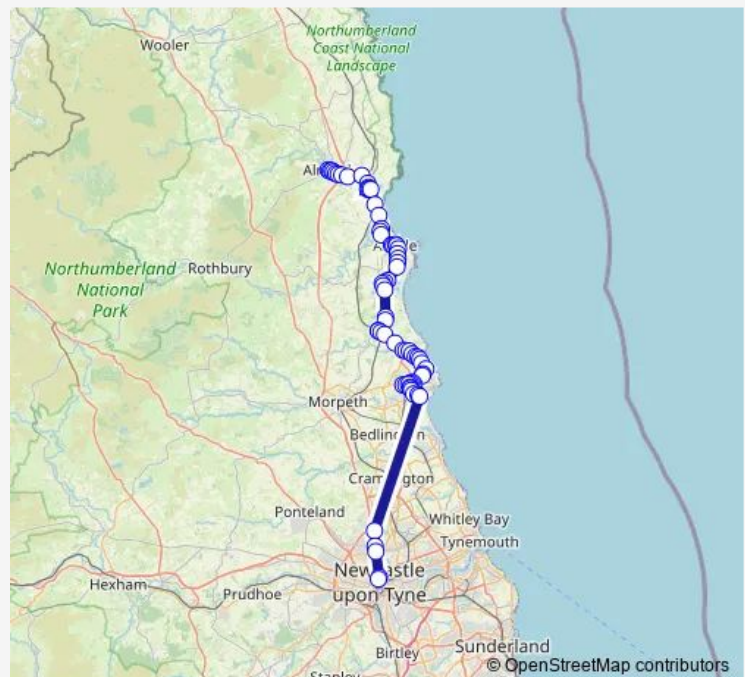 Northumberland
Coast National
Landscape
Wooler
Northumberland
National
Park
Rothbury
Morpeth
Bedlington
Ponteland
Whitley Bay
Tynemouth
Newcastle
upon Tyne
Hexham
Prudhoe
Birtley
Sunderland
Stanley
© OpenStreetMap contributors